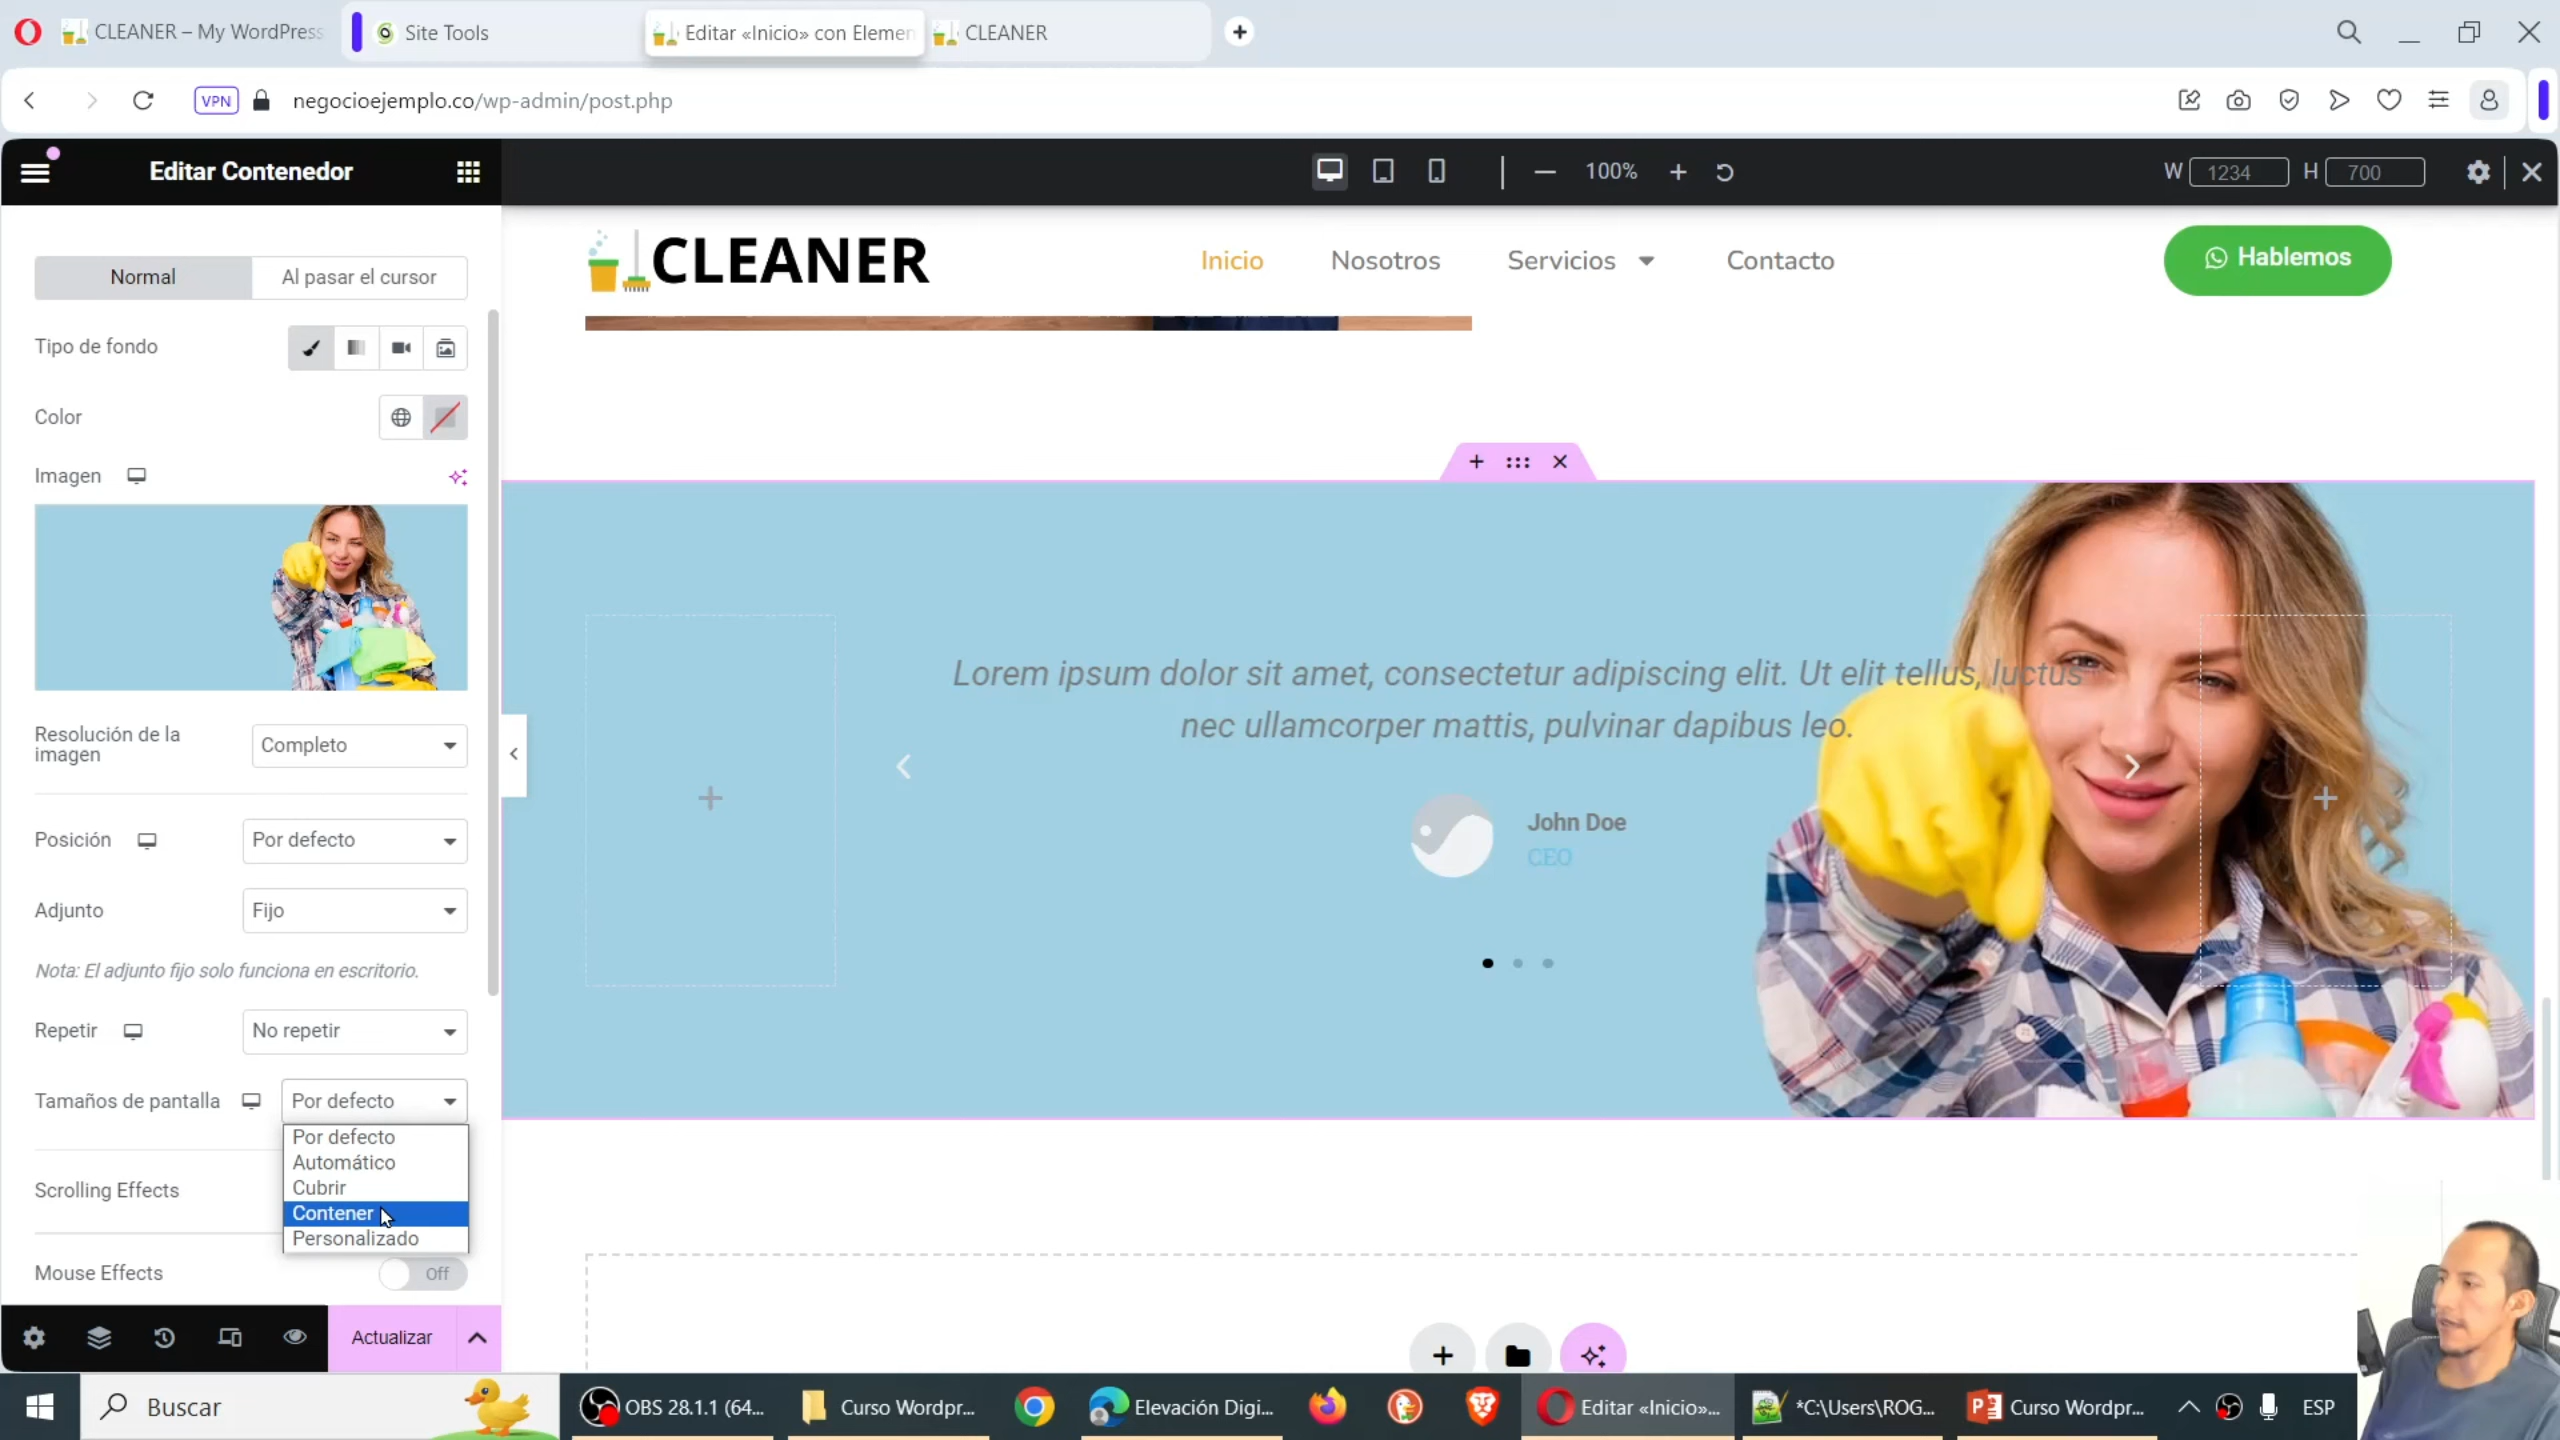 CLEANER – My WordPress
Site Tools
Editar «Inicio» con Elemen
CLEANER
VPN
negocioejemplo.co/wp-admin/post.php
Editar Contenedor
100%
W 1234 H 700
Normal
Al pasar el cursor
CLEANER
Inicio
Nosotros
Servicios
Contacto
Hablemos
Tipo de fondo
Color
Imagen
Resolución de la
imagen
Completo
Posición
Por defecto
Adjunto
Fijo
Nota: El adjunto fijo solo funciona en escritorio.
Repetir
No repetir
Tamaños de pantalla
Por defecto
Por defecto
Automático
Cubrir
Contener
Personalizado
Scrolling Effects
Mouse Effects
Off
Actualizar
Lorem ipsum dolor sit amet, consectetur adipiscing elit. Ut elit tellus, luctus
nec ullamcorper mattis, pulvinar dapibus leo.
John Doe
CEO
Buscar
OBS 28.1.1 (64...
Curso Wordpr...
Elevación Digi...
Editar «Inicio»...
*C:\Users\ROG...
Curso Wordpr...
ESP